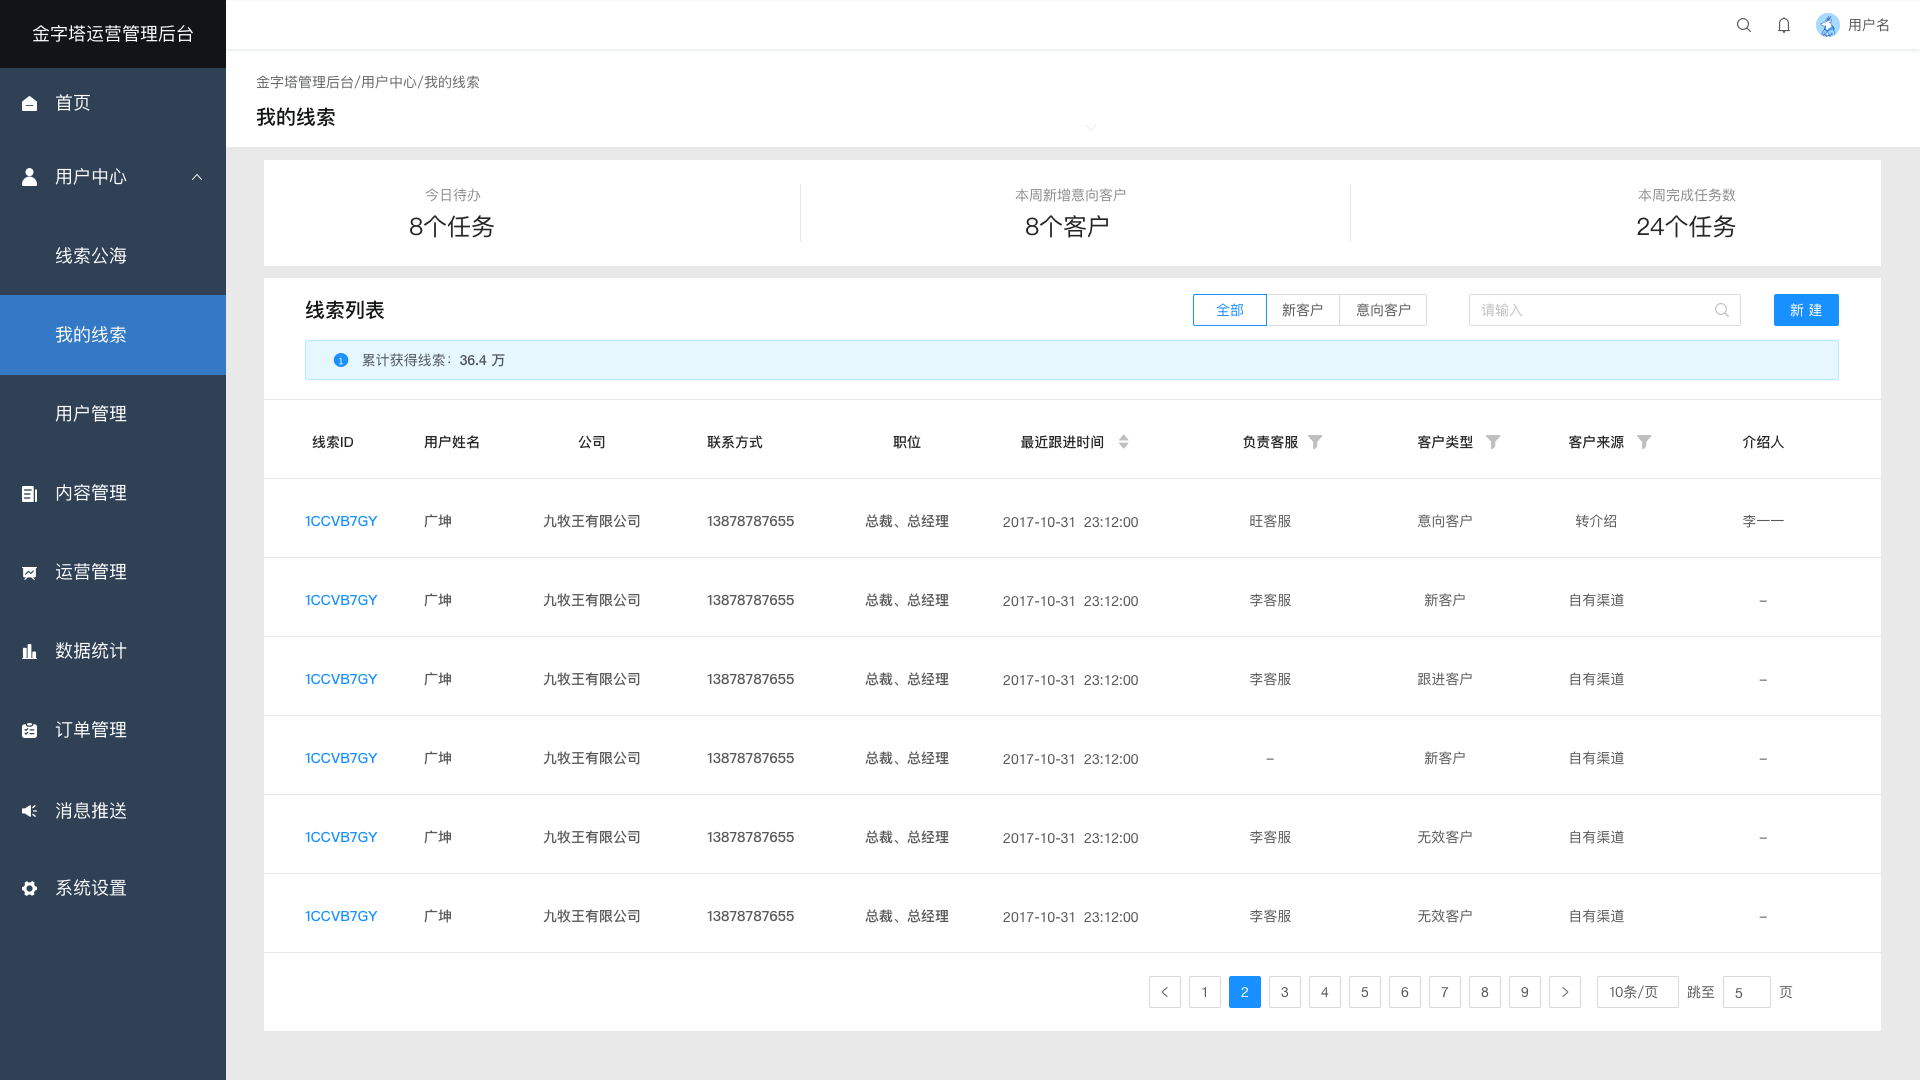 金字塔运营管理后台
用户名
首页
用户中心
线索公海
我的线索
用户管理
内容管理
运营管理
数据统计
订单管理
消息推送
系统设置
金字塔管理后台/用户中心/我的线索
我的线索
今日待办
8个任务
本周新增意向客户
8个客户
本周完成任务数
24个任务
线索列表
全部 新客户 意向客户
请输入
新 建
累计获得线索：36.4 万
线索ID 用户姓名 公司 联系方式 职位 最近跟进时间 负责客服 客户类型 客户来源 介绍人
1CCVB7GY 广坤 九牧王有限公司 13878787655 总裁、总经理 2017-10-31 23:12:00 旺客服 意向客户 转介绍 李一一
1CCVB7GY 广坤 九牧王有限公司 13878787655 总裁、总经理 2017-10-31 23:12:00 李客服 新客户 自有渠道 –
1CCVB7GY 广坤 九牧王有限公司 13878787655 总裁、总经理 2017-10-31 23:12:00 李客服 跟进客户 自有渠道 –
1CCVB7GY 广坤 九牧王有限公司 13878787655 总裁、总经理 2017-10-31 23:12:00 – 新客户 自有渠道 –
1CCVB7GY 广坤 九牧王有限公司 13878787655 总裁、总经理 2017-10-31 23:12:00 李客服 无效客户 自有渠道 –
1CCVB7GY 广坤 九牧王有限公司 13878787655 总裁、总经理 2017-10-31 23:12:00 李客服 无效客户 自有渠道 –
1 2 3 4 5 6 7 8 9 10条/页 跳至 5 页